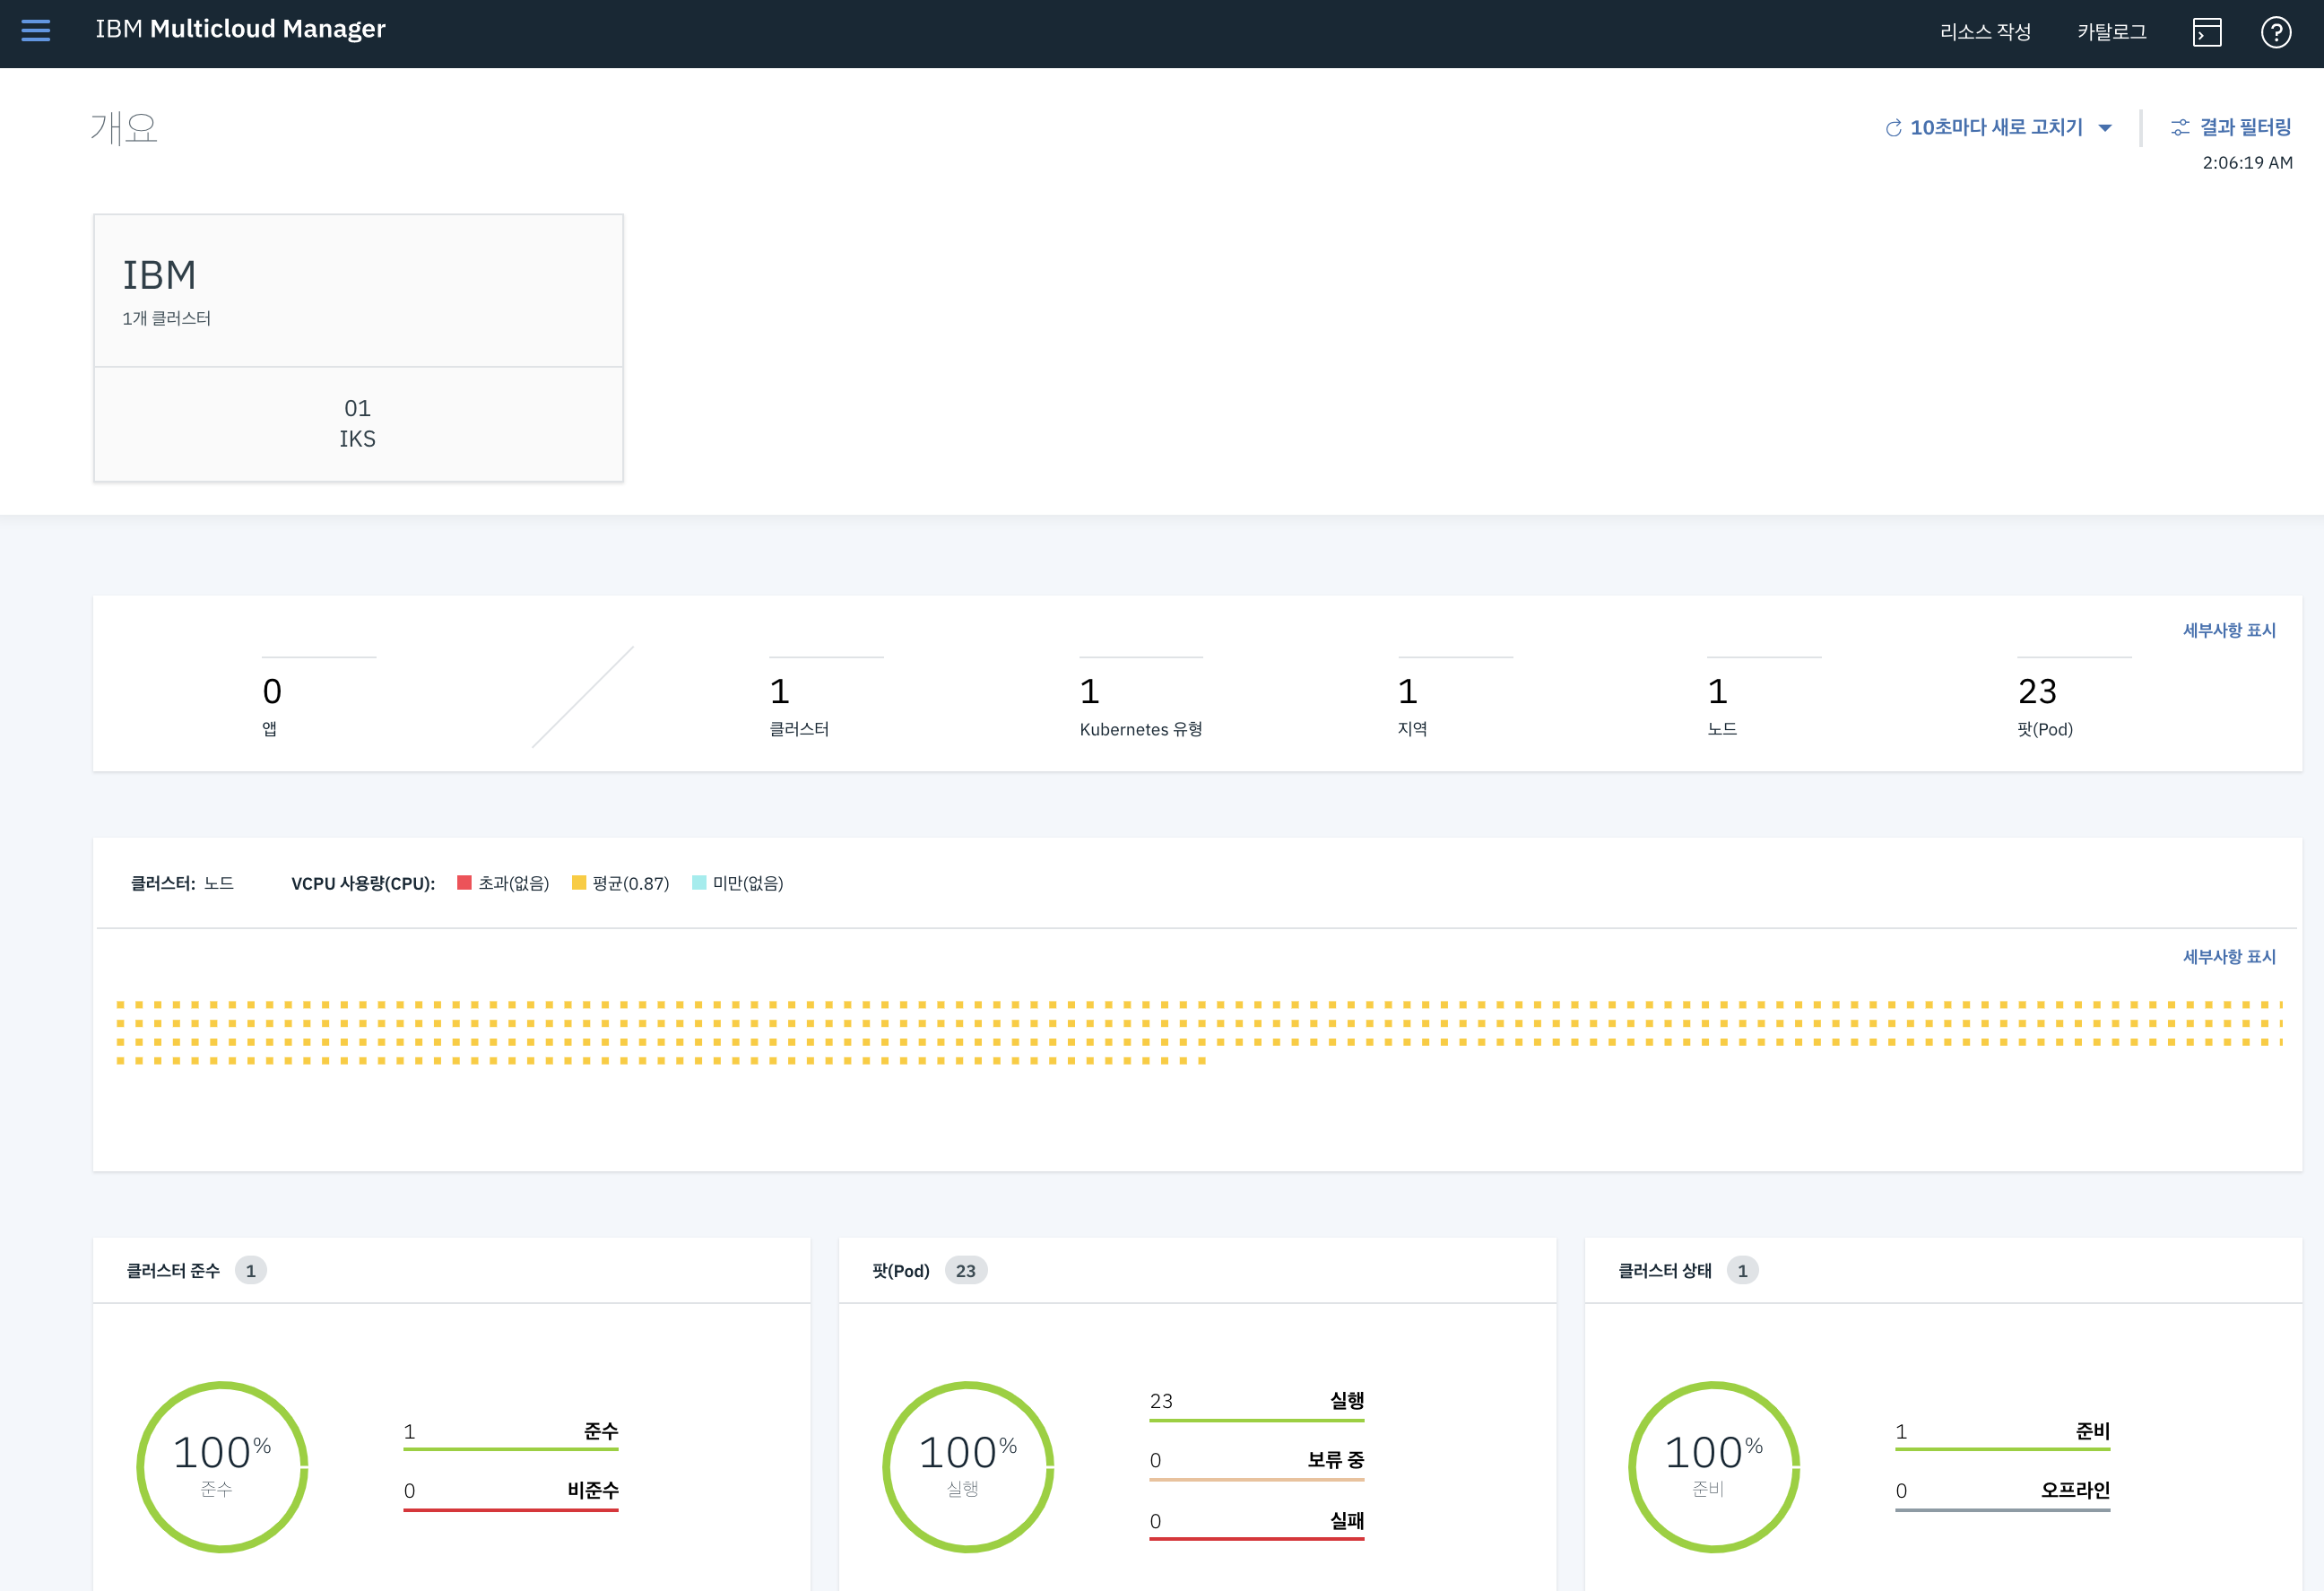 IBM Multicloud Manager
리소스 작성
카탈로그
개요
10초마다 새로 고치기
결과 필터링
2:06:19 AM
IBM
1개 클러스터
01
IKS
세부사항 표시
0
앱
1
클러스터
1
Kubernetes 유형
1
지역
1
노드
23
팟(Pod)
클러스터: 노드
VCPU 사용량(CPU):
초과(없음)
평균(0.87)
미만(없음)
세부사항 표시
클러스터 준수 1
100%
준수
1 준수
0 비준수
팟(Pod) 23
100%
실행
23 실행
0 보류 중
0 실패
클러스터 상태 1
100%
준비
1 준비
0 오프라인